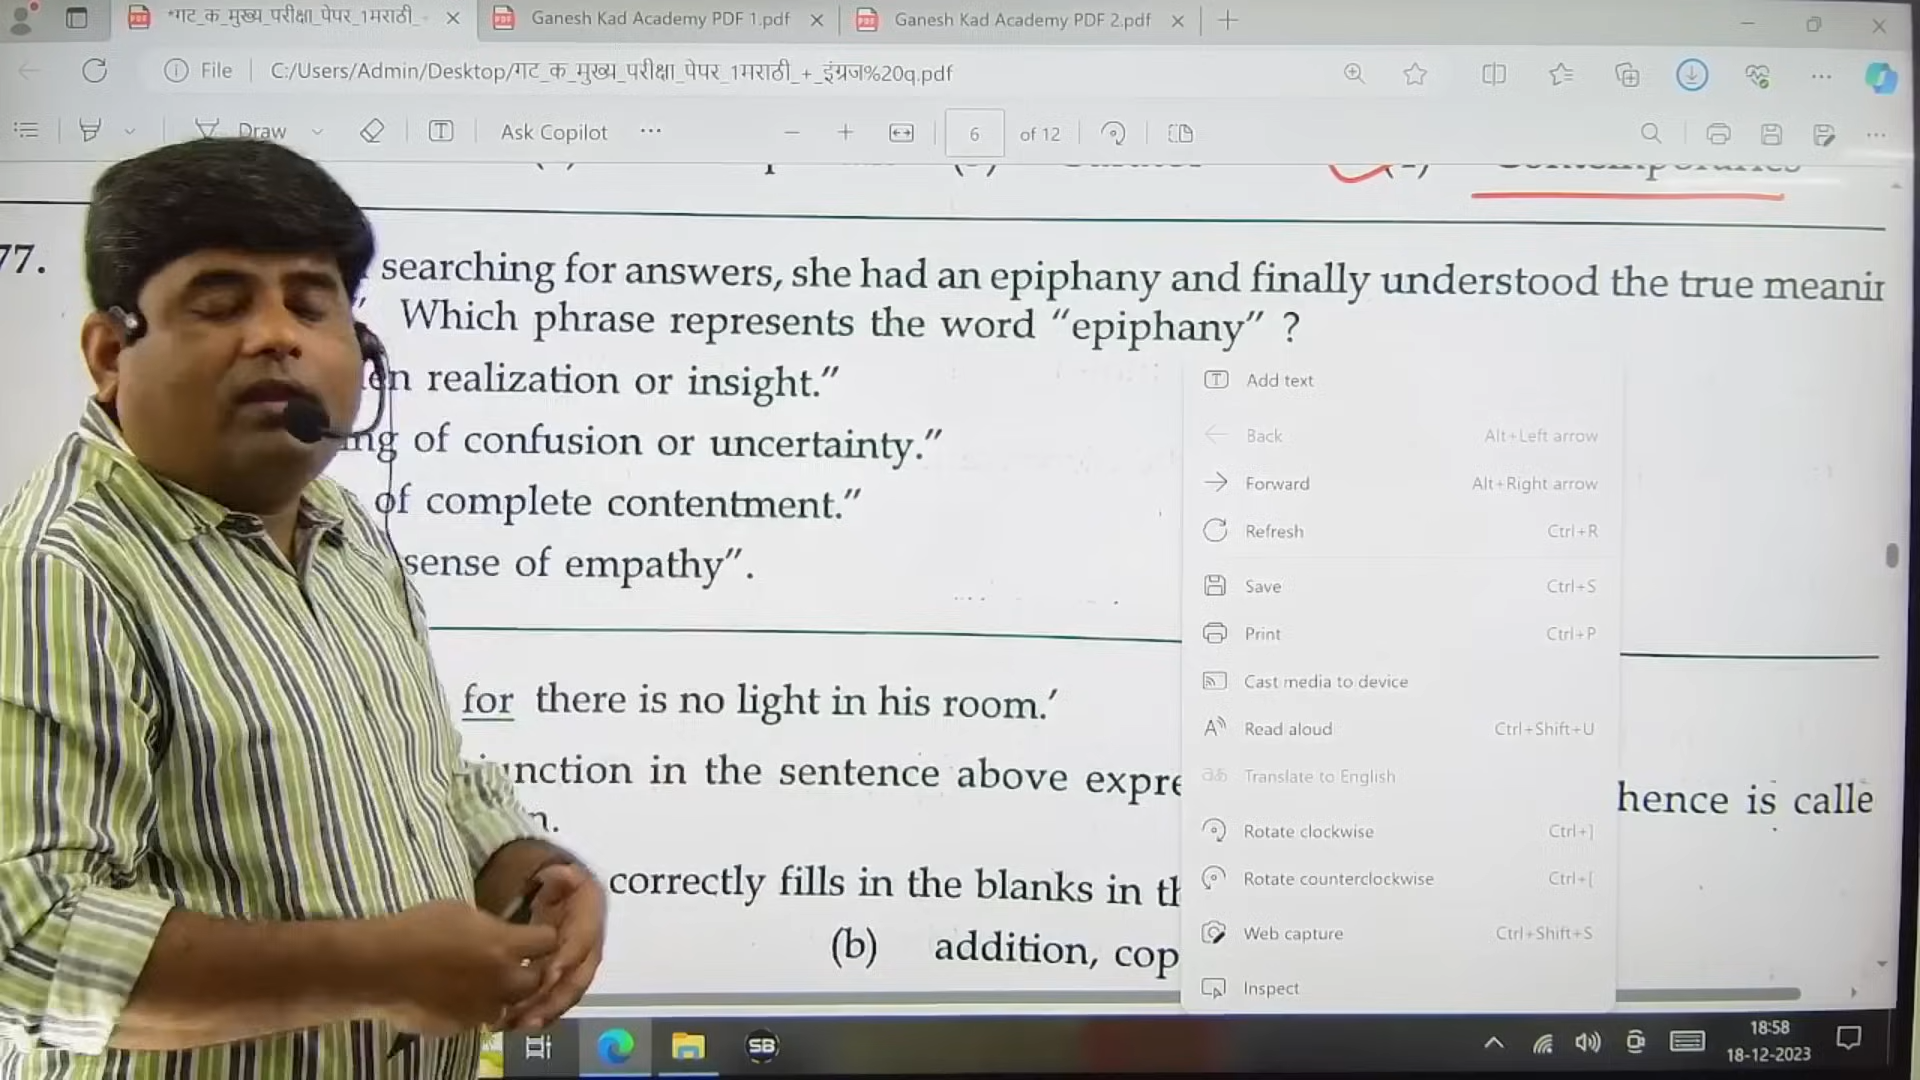 *गट_क_मुख्य_परीक्षा_पेपर_1मराठी_
Ganesh Kad Academy PDF 1.pdf
Ganesh Kad Academy PDF 2.pdf
File
C:/Users/Admin/Desktop/गट_क_मुख्य_परीक्षा_पेपर_1मराठी_+_इंग्रज%20q.pdf
Draw
Ask Copilot
6 of 12
Contemporaries
77.
searching for answers, she had an epiphany and finally understood the true meanin
Which phrase represents the word “epiphany” ?
en realization or insight.”
ng of confusion or uncertainty.”
of complete contentment.”
sense of empathy”.
for there is no light in his room.’
junction in the sentence above expre
hence is calle
n.
correctly fills in the blanks in th
(b) addition, cop
Add text
Back Alt+Left arrow
Forward Alt+Right arrow
Refresh Ctrl+R
Save Ctrl+S
Print Ctrl+P
Cast media to device
Read aloud Ctrl+Shift+U
Translate to English
Rotate clockwise Ctrl+]
Rotate counterclockwise Ctrl+[
Web capture Ctrl+Shift+S
Inspect
SB
18:58
18-12-2023